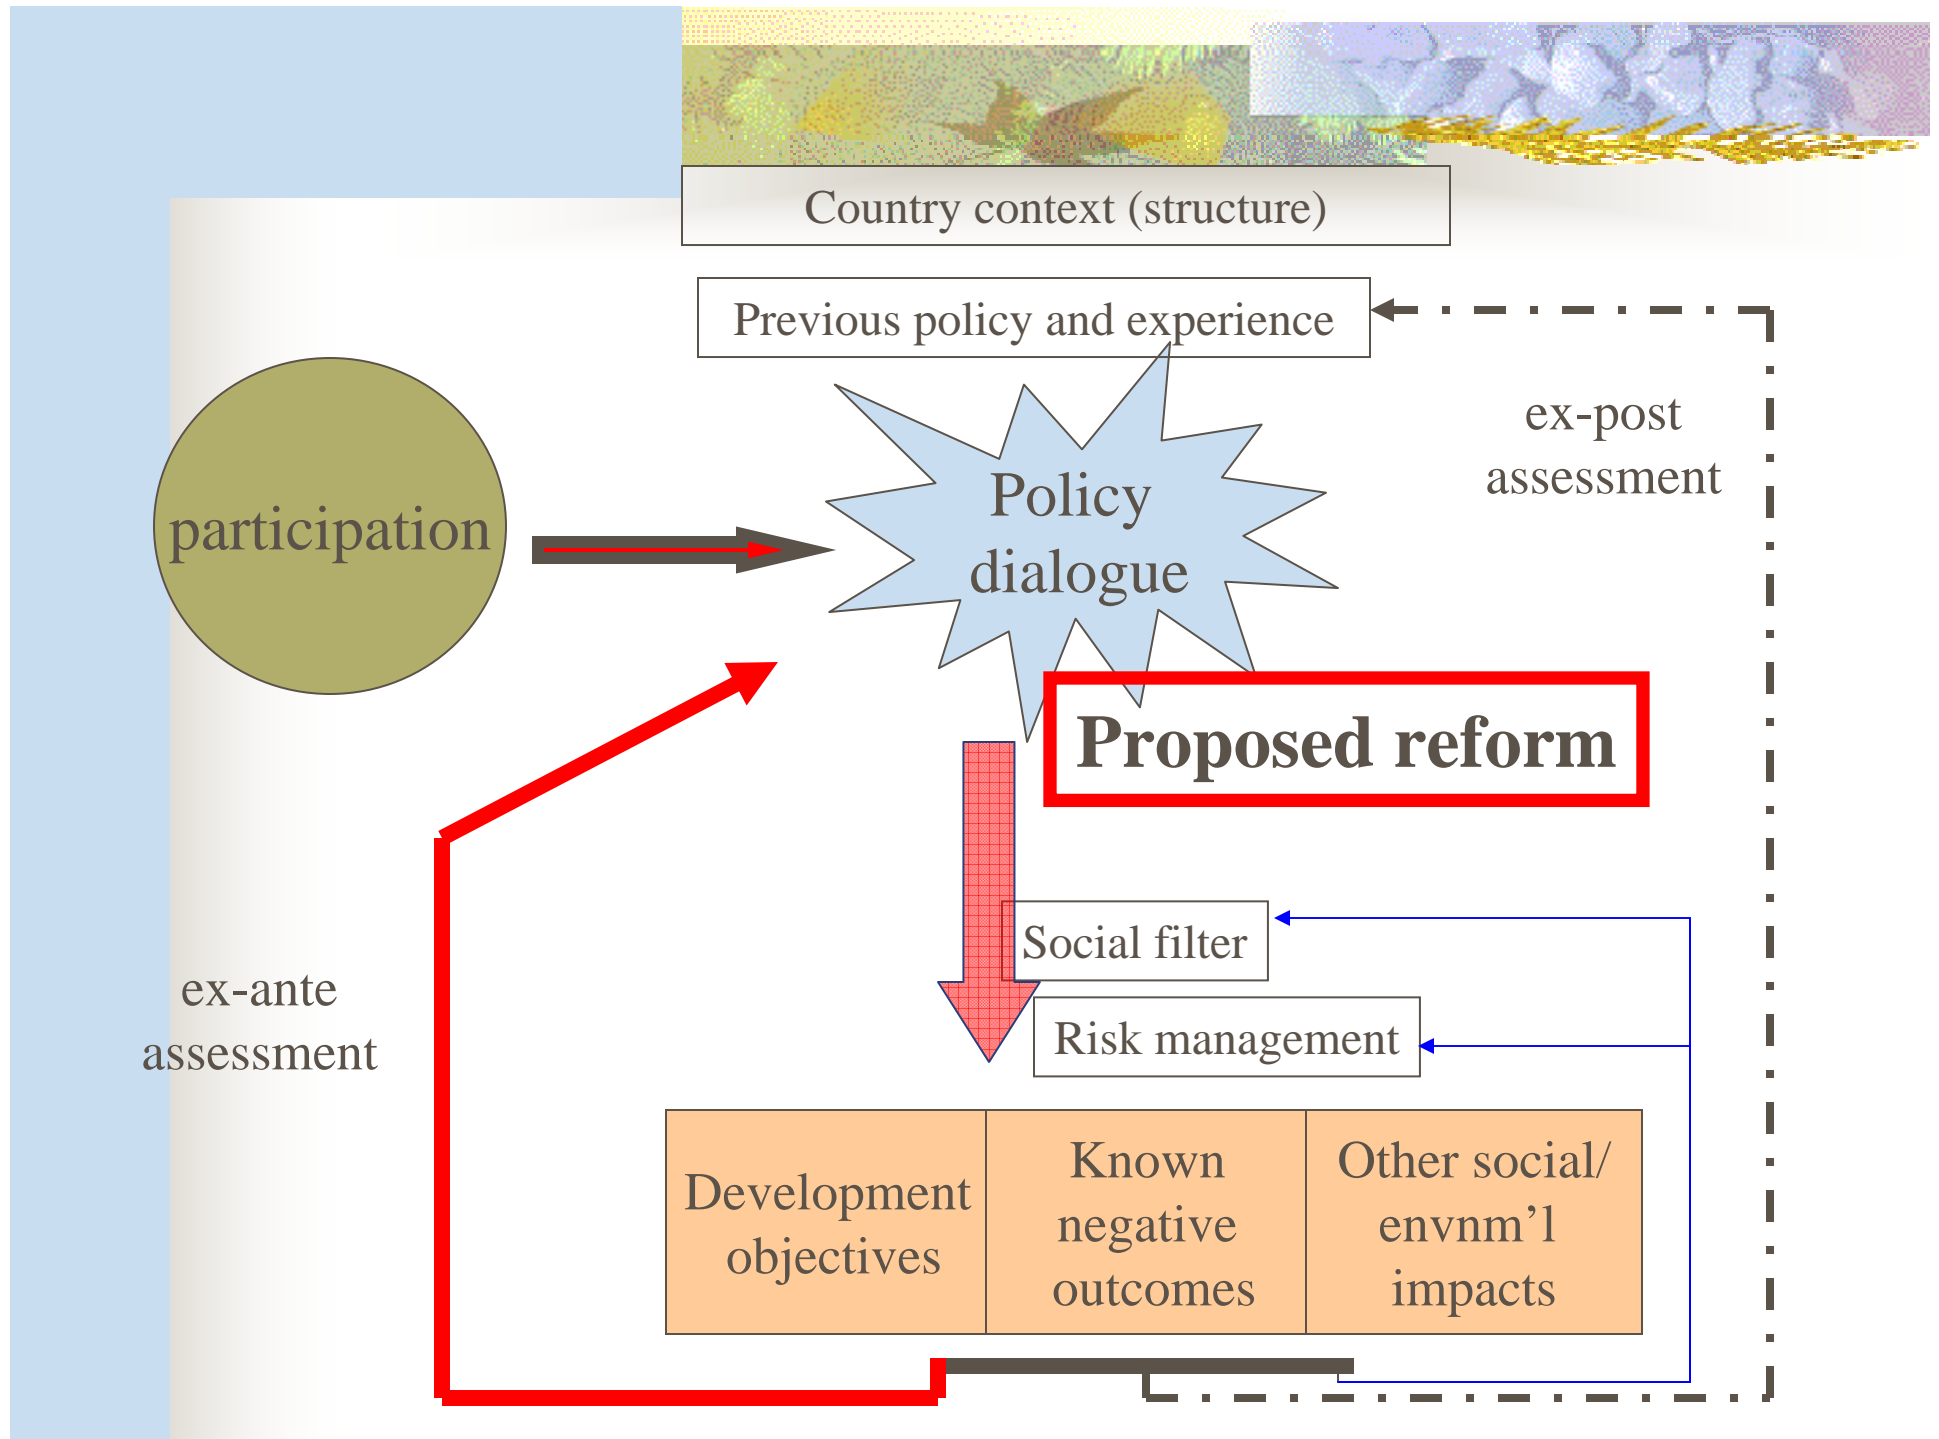 Country context (structure)
Previous policy and experience
ex-post
assessment
participation
Policy
dialogue
Proposed reform
Social filter
ex-ante
assessment
Risk management
Development
objectives
Known
negative
outcomes
Other social/
envnm’l
impacts